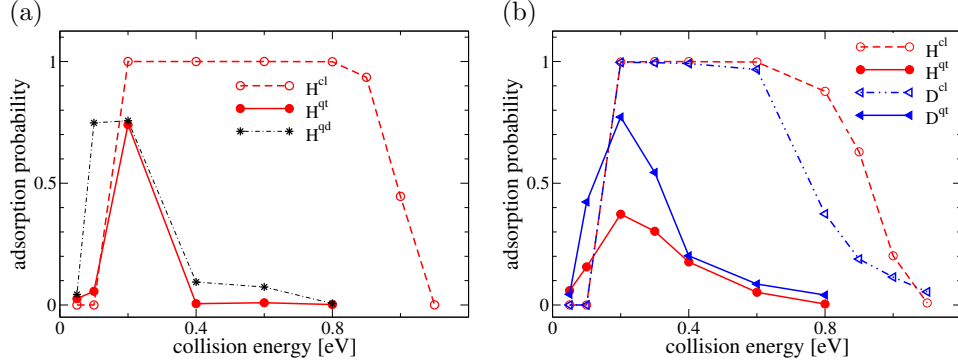 (a)
1
0.5
0
0
0.4
0.8
adsorption probability
collision energy [eV]
H^cl
H^qt
H^qd
(b)
1
0.5
0
0
0.4
0.8
adsorption probability
collision energy [eV]
H^cl
H^qt
D^cl
D^qt